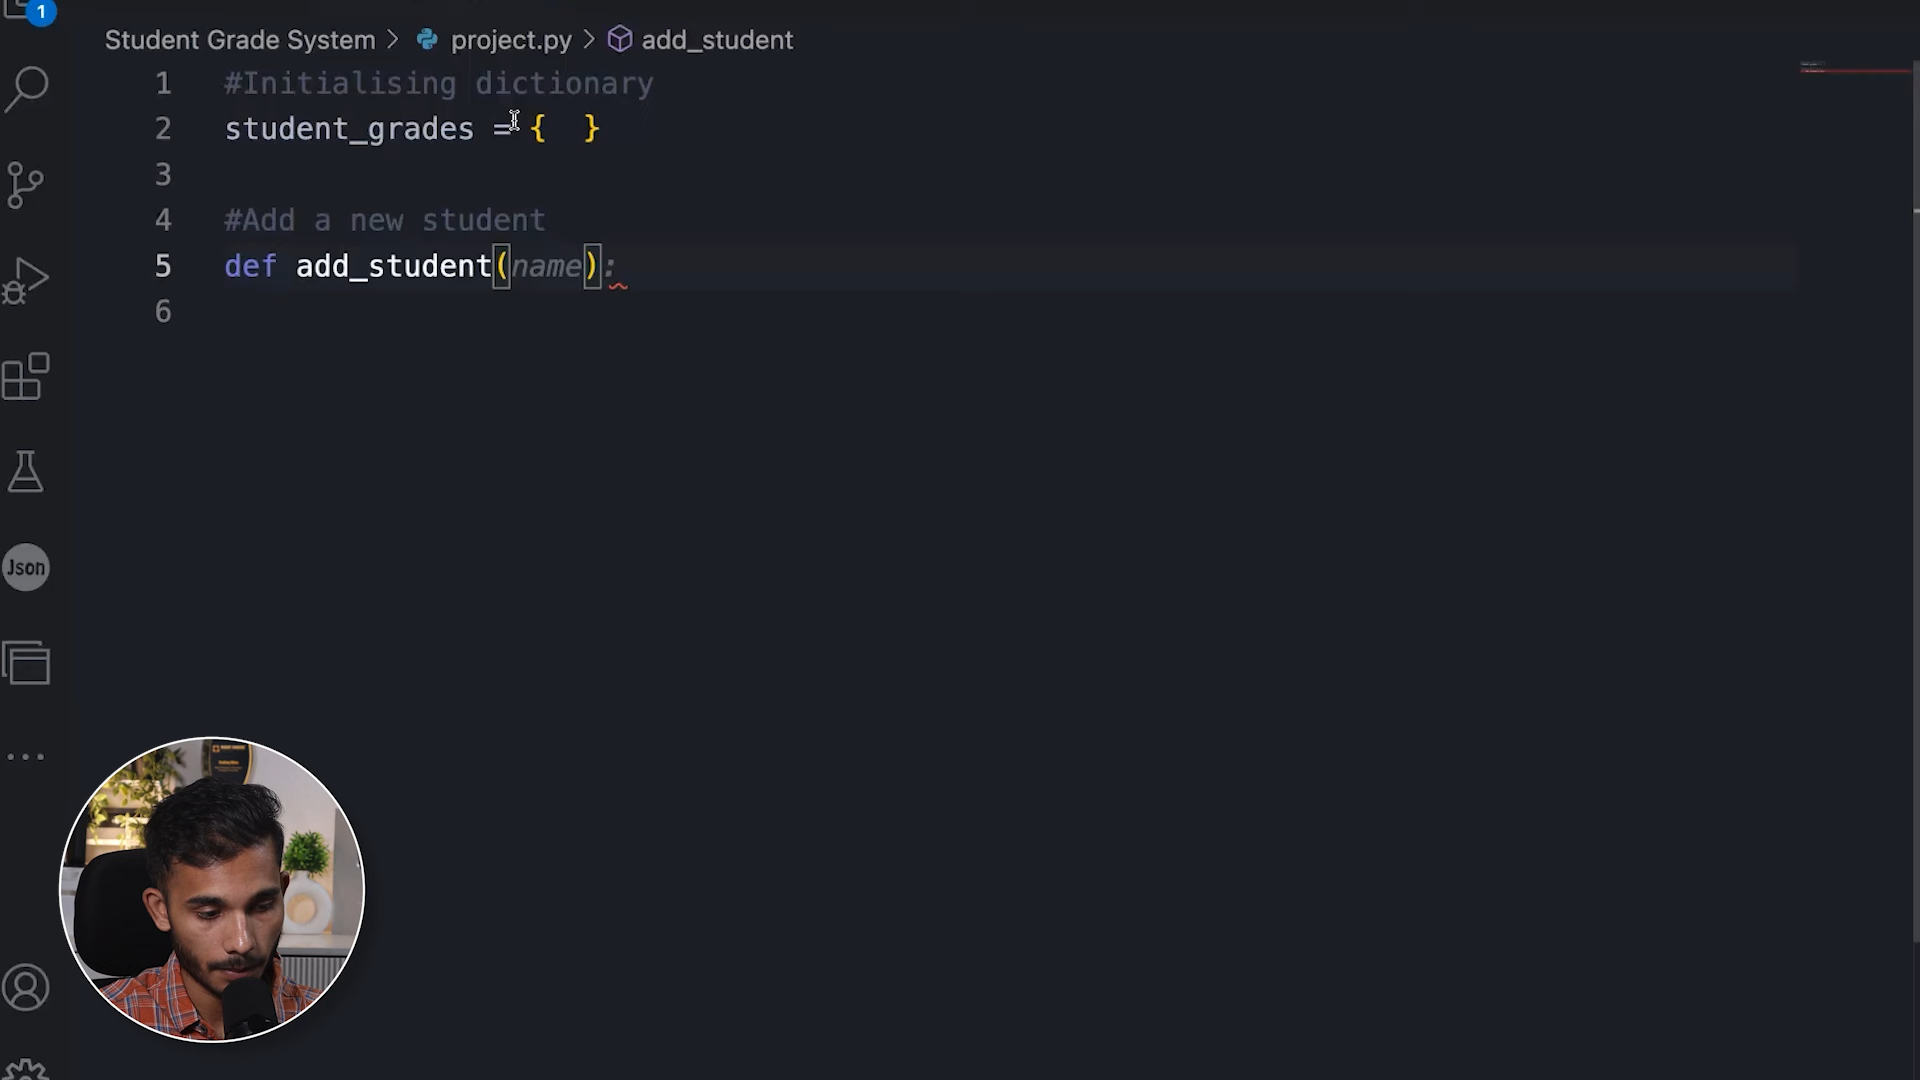 1
Student Grade System > project.py > add_student
1 #Initialising dictionary
2 student_grades = { }
3
4 #Add a new student
5 def add_student(name):
6
Json